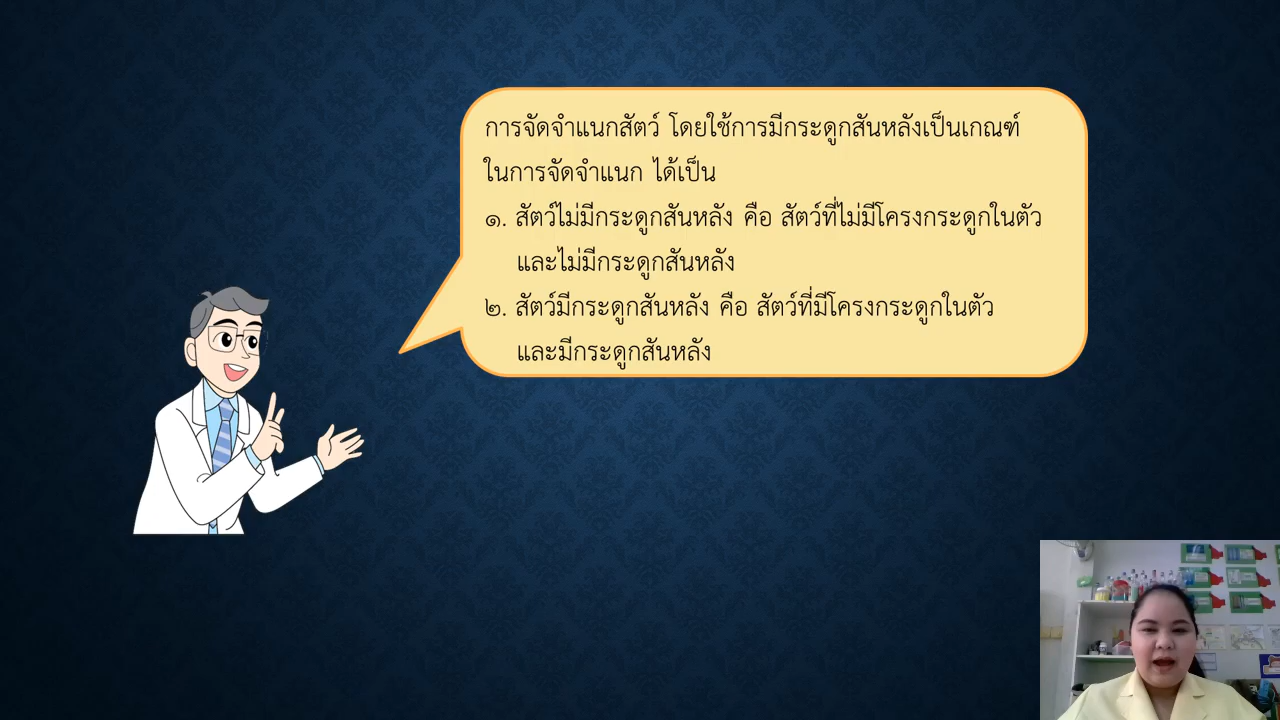 การจัดจำแนกสัตว์ โดยใช้การมีกระดูกสันหลังเป็นเกณฑ์
ในการจัดจำแนก ได้เป็น
๑. สัตว์ไม่มีกระดูกสันหลัง คือ สัตว์ที่ไม่มีโครงกระดูกในตัว
และไม่มีกระดูกสันหลัง
๒. สัตว์มีกระดูกสันหลัง คือ สัตว์ที่มีโครงกระดูกในตัว
และมีกระดูกสันหลัง